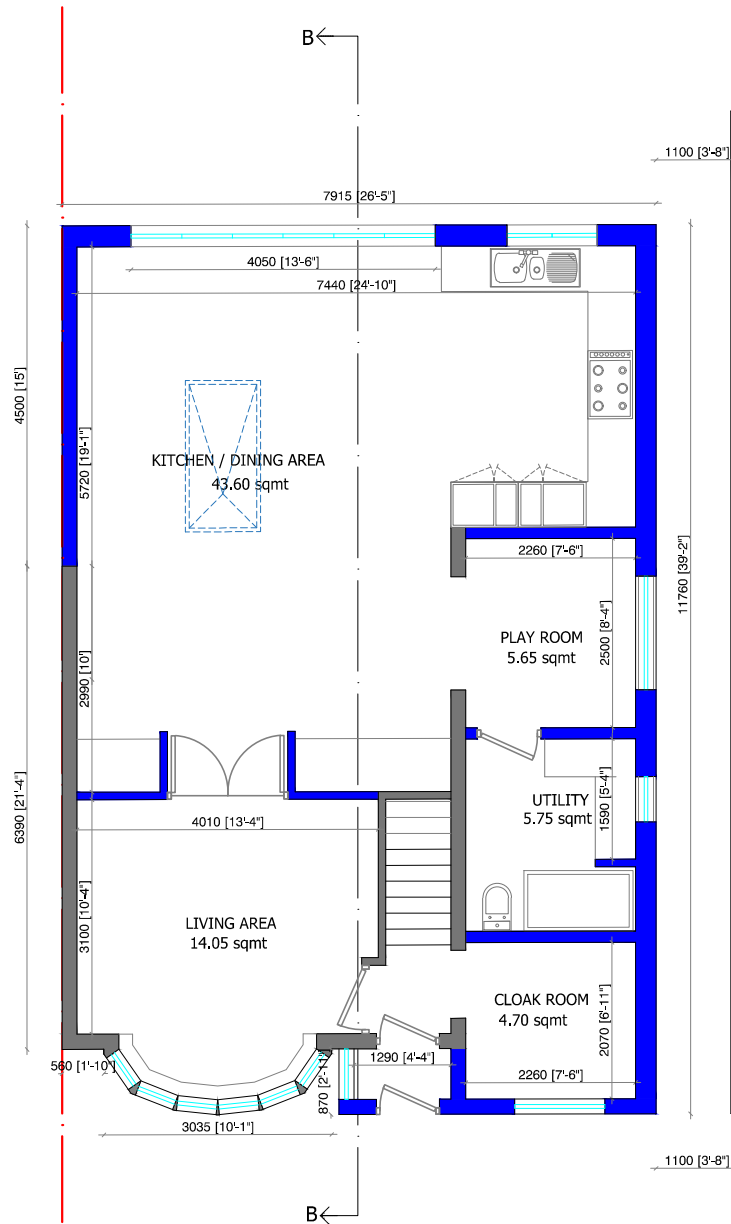 B
1100 [3'-8"]
7915 [26'-5"]
4050 [13'-6"]
7440 [24'-10"]
4500 [15']
5720 [19'-1"]
KITCHEN / DINING AREA
43.60 sqmt
2260 [7'-6"]
11760 [39'-2"]
2500 [8'-4"]
PLAY ROOM
5.65 sqmt
2990 [10']
6390 [21'-4"]
1590 [5'-4"]
UTILITY
5.75 sqmt
4010 [13'-4"]
3100 [10'-4"]
LIVING AREA
14.05 sqmt
CLOAK ROOM
4.70 sqmt
2070 [6'-11"]
560 [1'-10"]
1290 [4'-4"]
870 [2'-11"]
2260 [7'-6"]
3035 [10'-1"]
1100 [3'-8"]
B